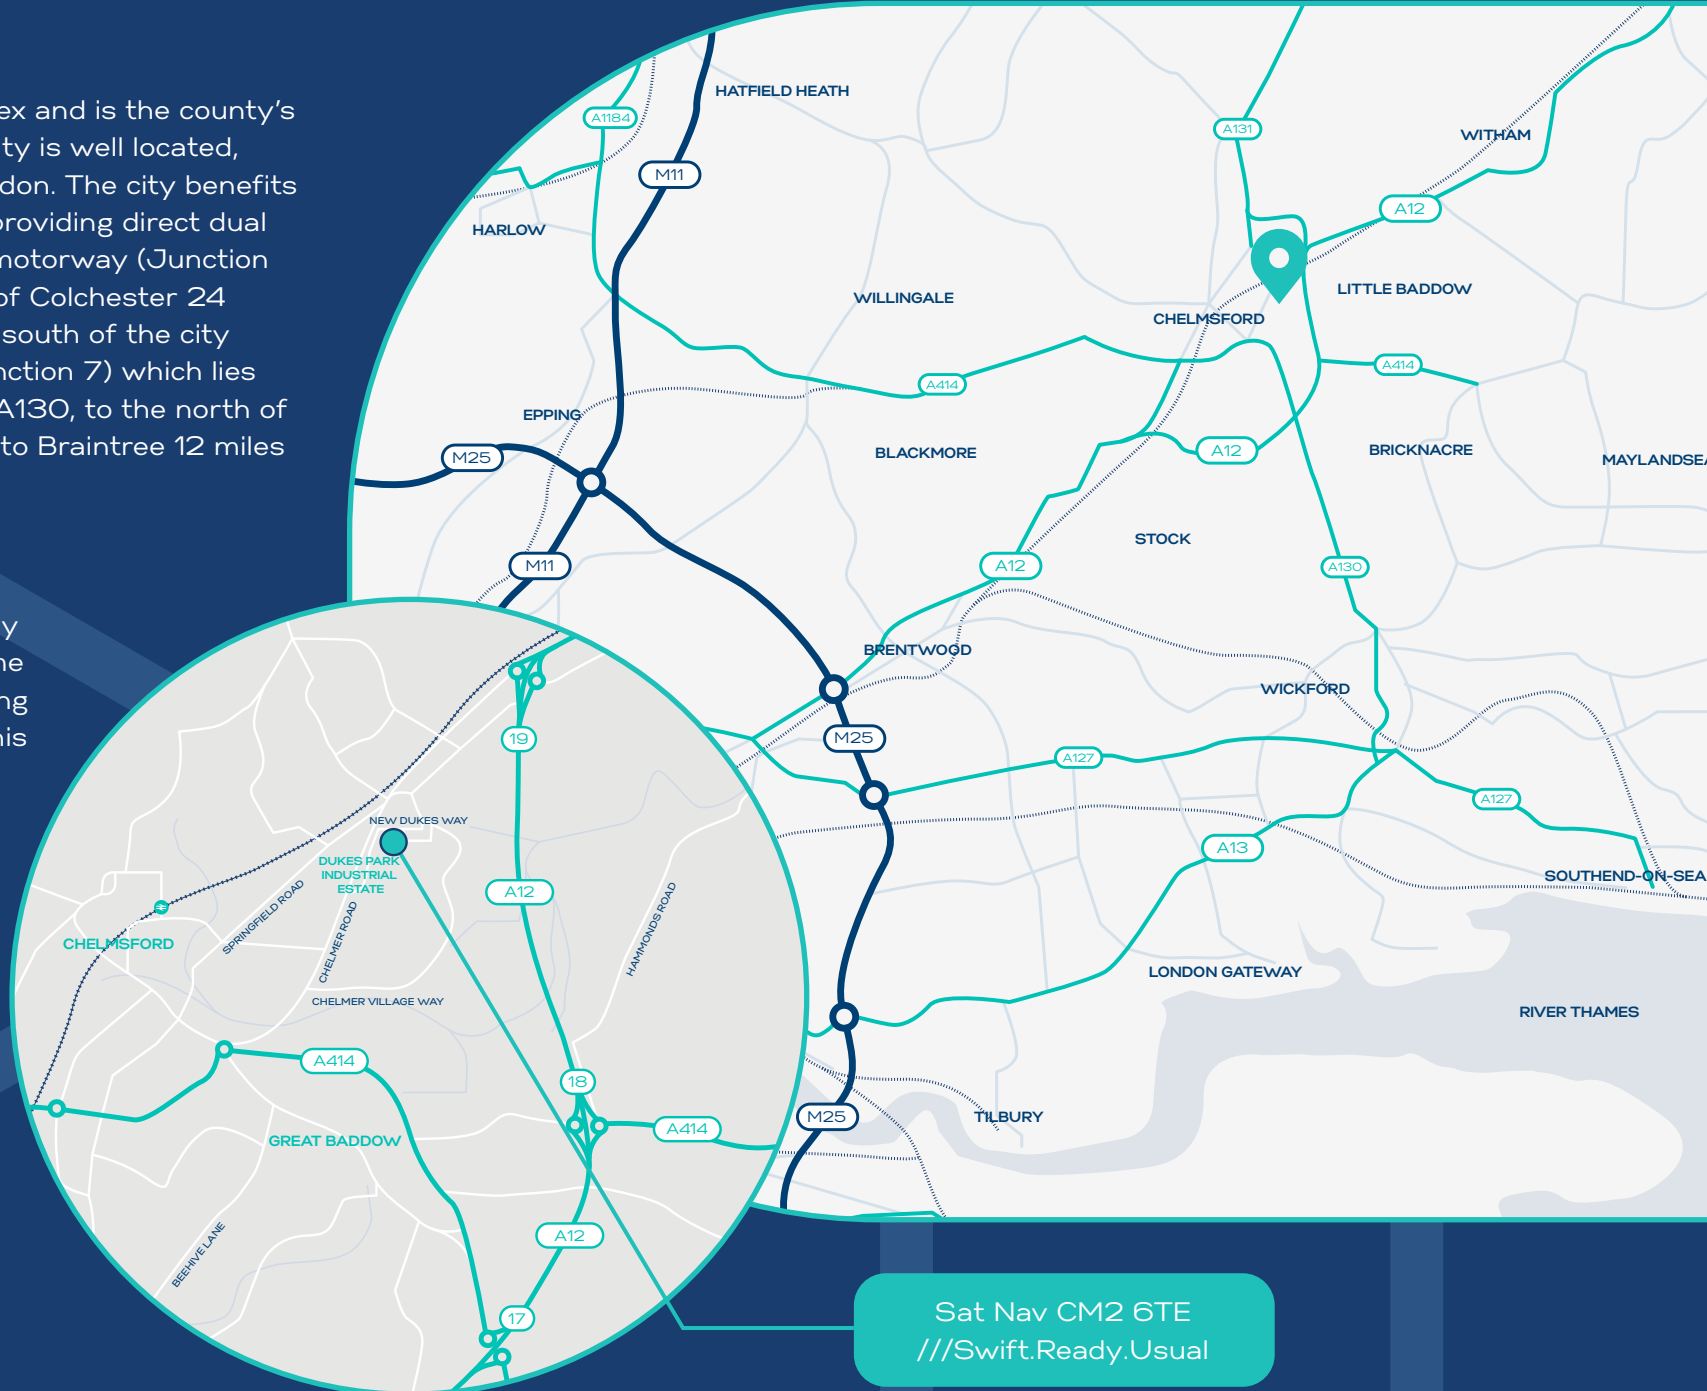 ex and is the county's
ty is well located,
don. The city benefits
providing direct dual
motorway (Junction
of Colchester 24
south of the city
nction 7) which lies
A130, to the north of
to Braintree 12 miles
y
ne
ng
nis
HATFIELD HEATH
A1184
A131
WITHAM
M11
A12
HARLOW
LITTLE BADDOW
WILLINGALE
CHELMSFORD
A414
A414
EPPING
BLACKMORE
A12
BRICKNACRE
M25
MAYLANDSEA
STOCK
M11
A12
A130
BRENTWOOD
WICKFORD
M25
A127
A127
A13
SOUTHEND-ON-SEA
LONDON GATEWAY
RIVER THAMES
M25
TILBURY
19
NEW DUKES WAY
DUKES PARK
INDUSTRIAL
ESTATE
A12
SPRINGFIELD ROAD
CHELMER ROAD
HAMMONDS ROAD
CHELMSFORD
CHELMER VILLAGE WAY
A414
18
A414
GREAT BADDOW
A12
BEEHIVE LANE
17
Sat Nav CM2 6TE
///Swift.Ready.Usual